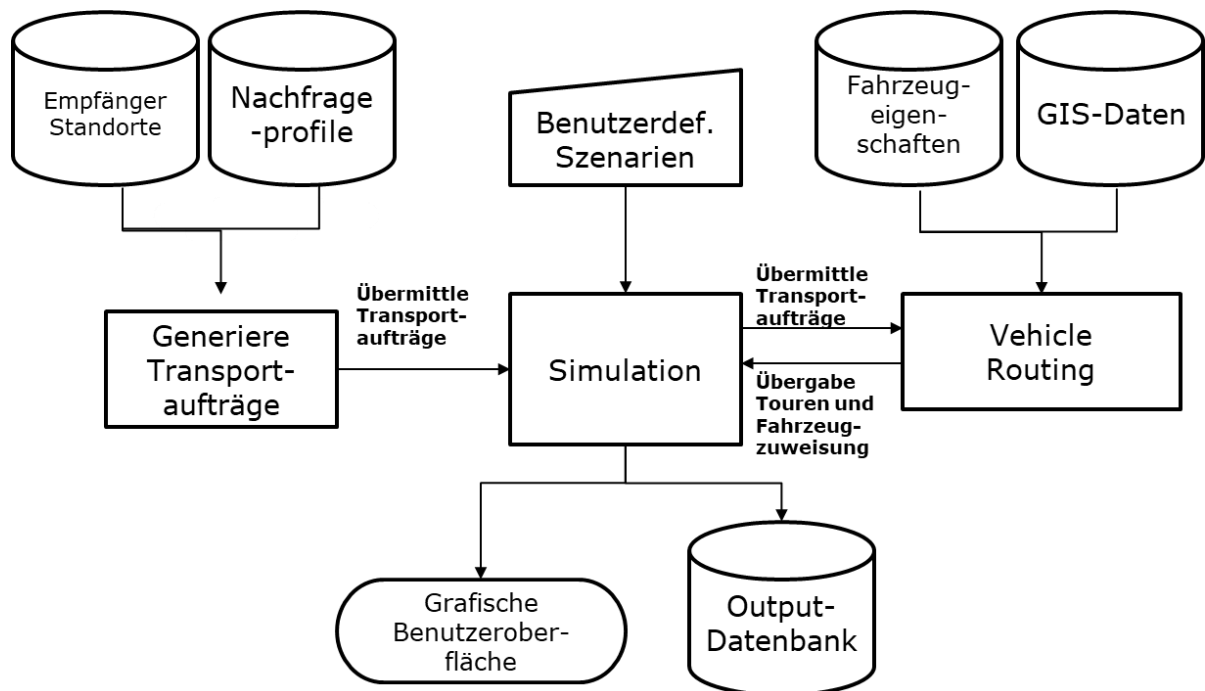 Empfänger
Standorte
Nachfrage
-profile
Benutzerdef.
Szenarien
Fahrzeug-
eigen-
schaften
GIS-Daten
Generiere
Transport-
aufträge
Übermittle
Transport-
aufträge
Simulation
Übermittle
Transport-
aufträge
Übergabe
Touren und
Fahrzeug-
zuweisung
Vehicle
Routing
Grafische
Benutzerober-
fläche
Output-
Datenbank